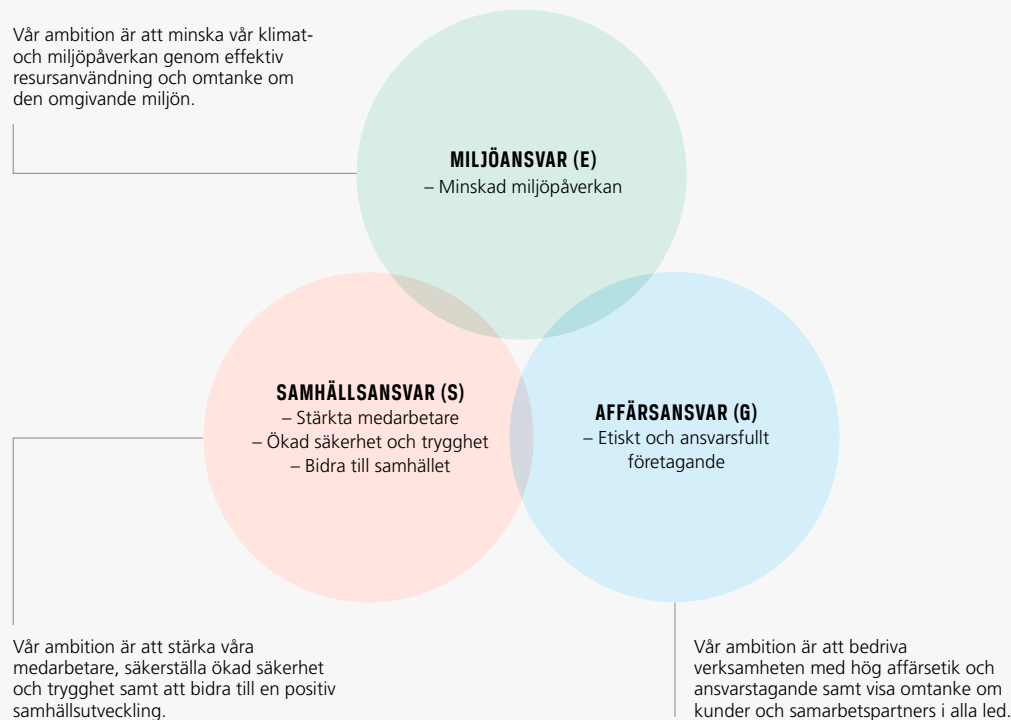 Vår ambition är att minska vår klimat-
och miljöpåverkan genom effektiv
resursanvändning och omtanke om
den omgivande miljön.
MILJÖANSVAR (E)
– Minskad miljöpåverkan
SAMHÄLLSANSVAR (S)
– Stärkta medarbetare
– Ökad säkerhet och trygghet
– Bidra till samhället
AFFÄRSANSVAR (G)
– Etiskt och ansvarsfullt
företagande
Vår ambition är att stärka våra
medarbetare, säkerställa ökad säkerhet
och trygghet samt att bidra till en positiv
samhällsutveckling.
Vår ambition är att bedriva
verksamheten med hög affärsetik och
ansvarstagande samt visa omtanke om
kunder och samarbetspartners i alla led.